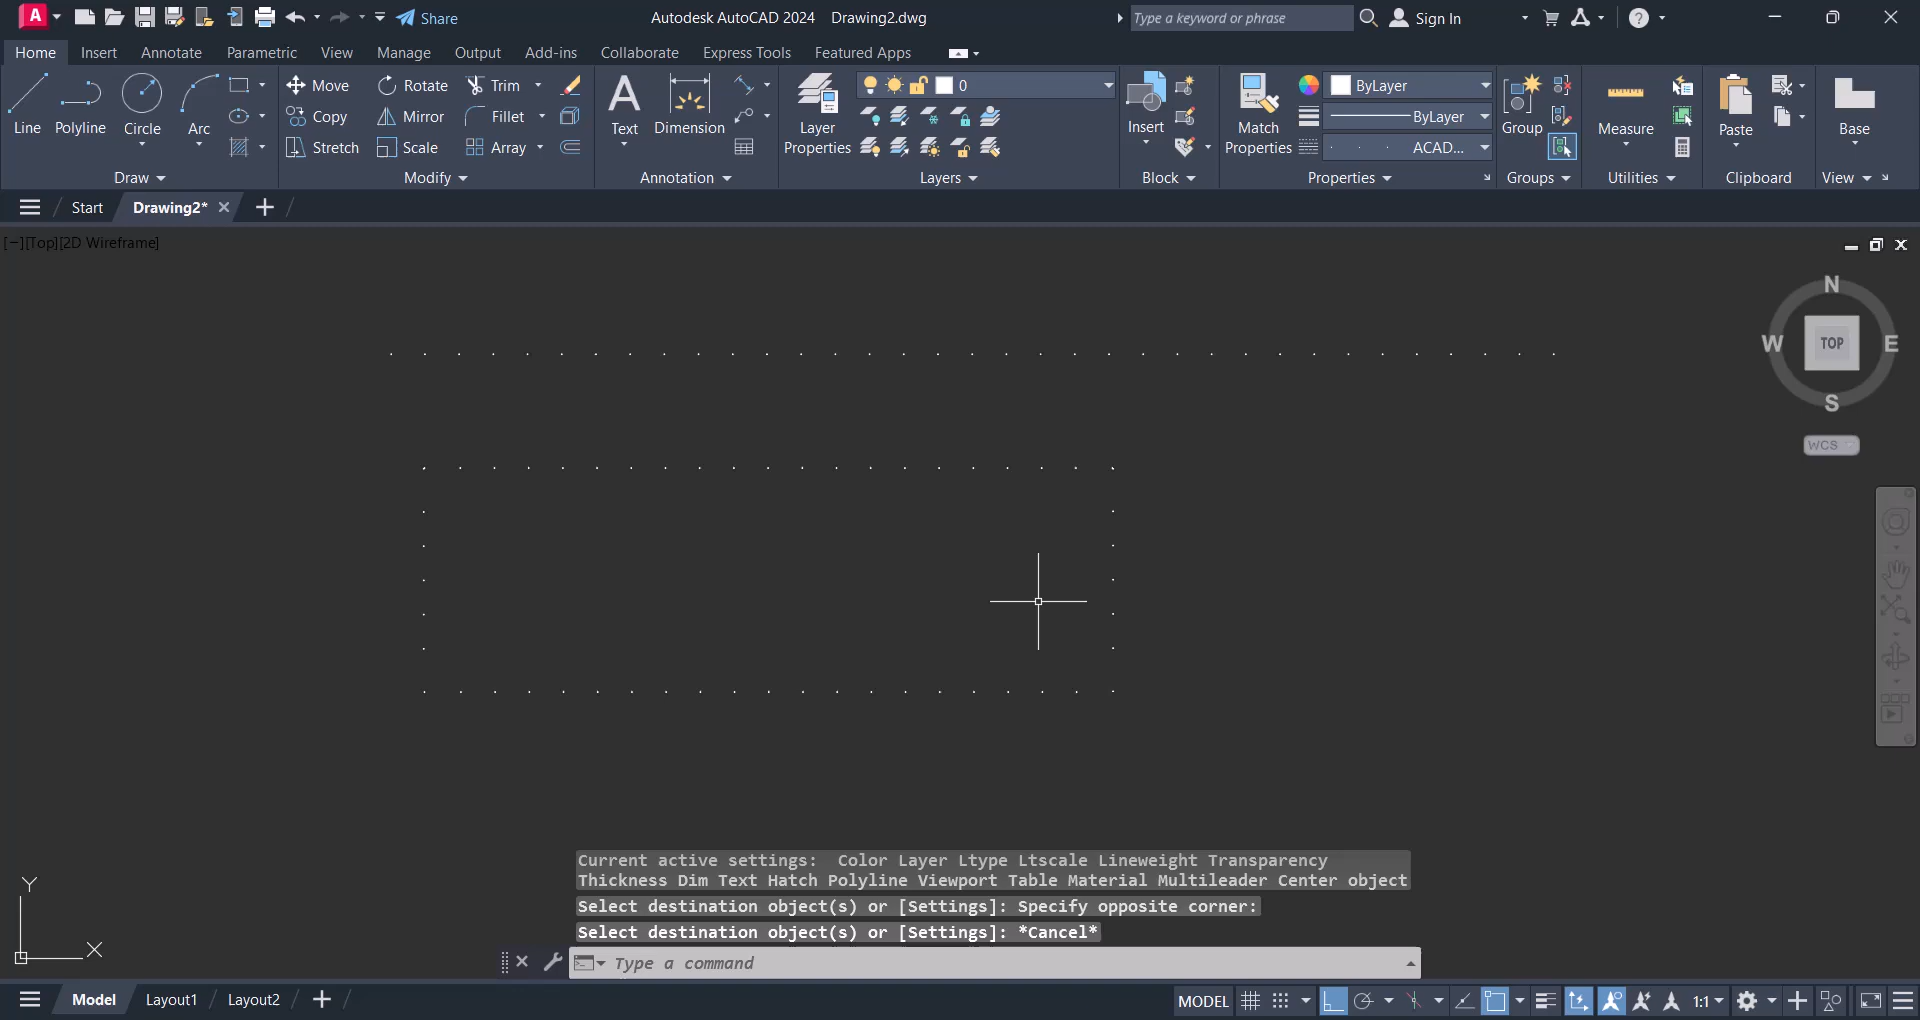 Share
Autodesk AutoCAD 2024 Drawing2.dwg
Type a keyword or phrase
Sign In
Home Insert Annotate Parametric View Manage Output Add-ins Collaborate Express Tools Featured Apps
Line Polyline Circle Arc
Move Rotate Trim
Copy Mirror Fillet
Stretch Scale Array
Text Dimension
Layer Properties
0
Insert
Match Properties
ByLayer
ByLayer
ACAD...
Group
Measure
Paste
Base
Draw Modify Annotation Layers Block Properties Groups Utilities Clipboard View
Start Drawing2*
[−][Top][2D Wireframe]
N
W TOP E
S
WCS
Y
X
Current active settings: Color Layer Ltype Ltscale Lineweight Transparency
Thickness Dim Text Hatch Polyline Viewport Table Material Multileader Center object
Select destination object(s) or [Settings]: Specify opposite corner:
Select destination object(s) or [Settings]: *Cancel*
Type a command
Model Layout1 Layout2
MODEL
1:1